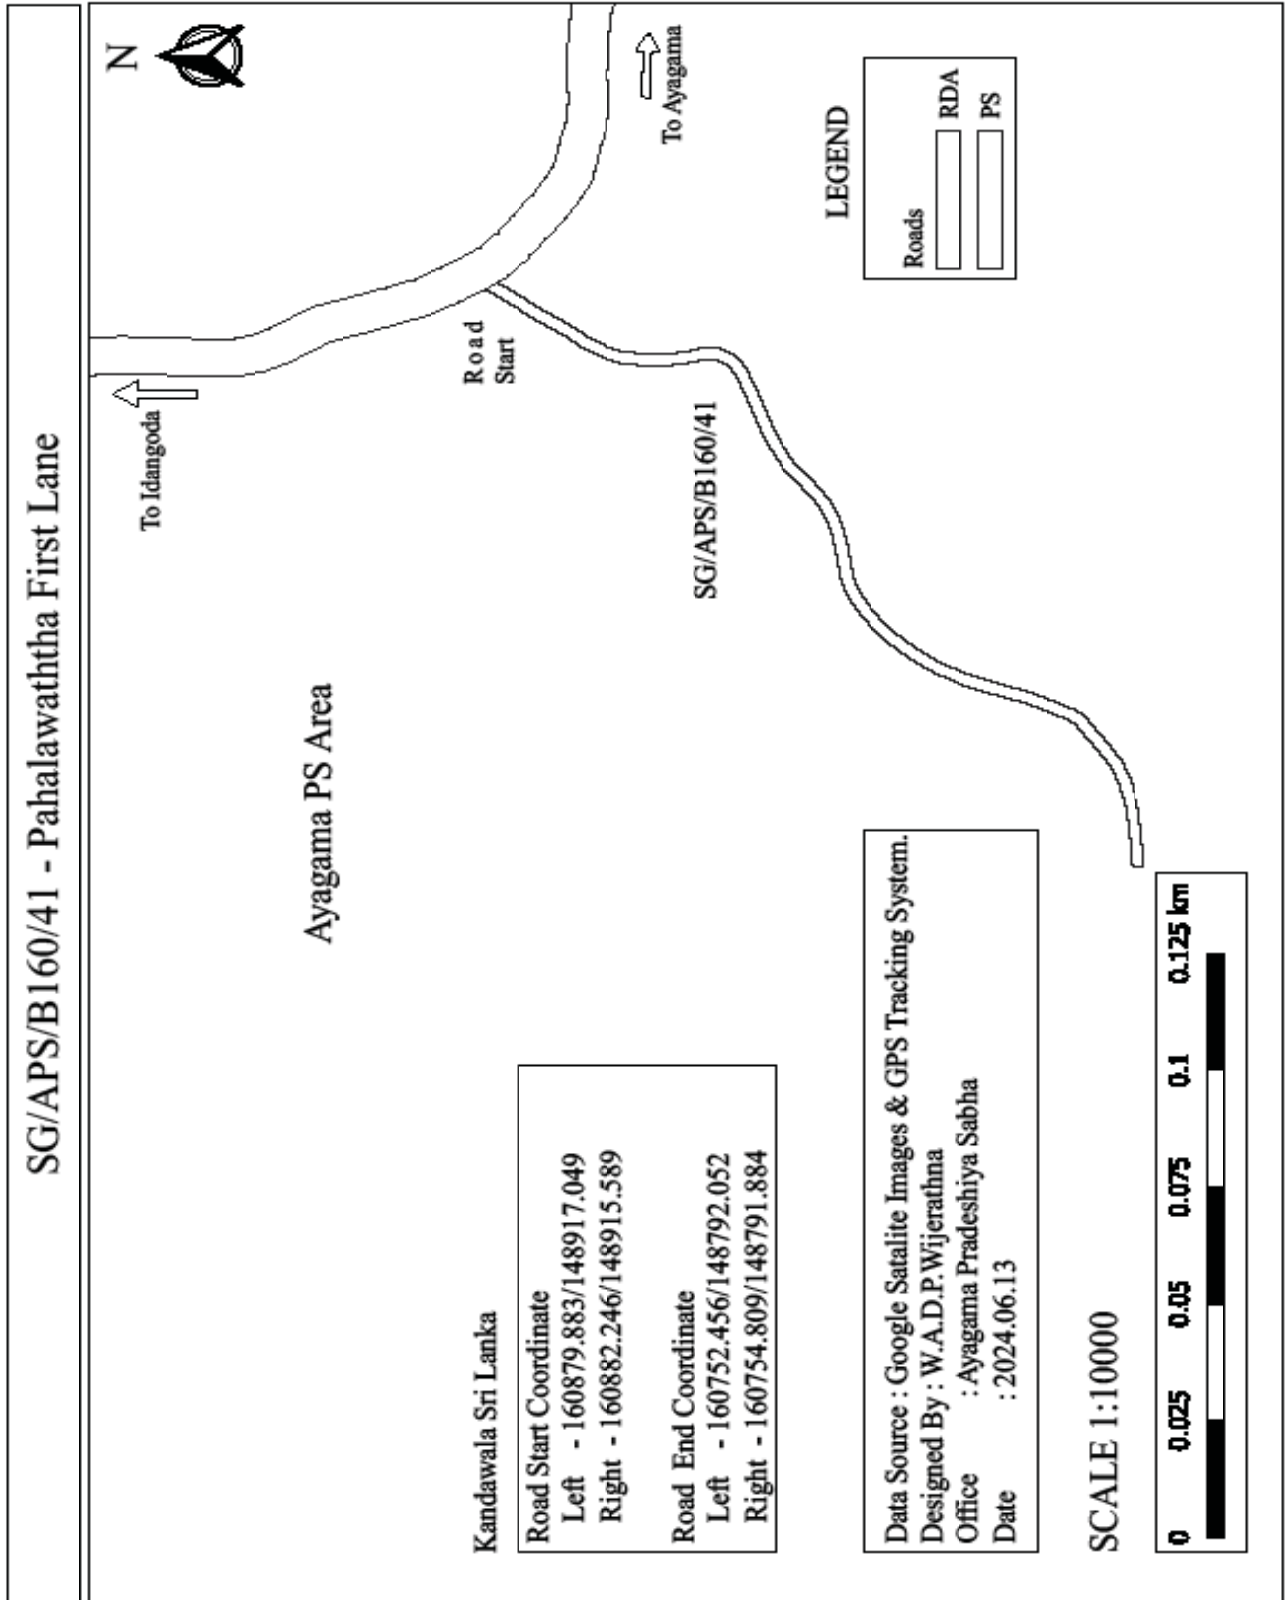 SG/APS/B160/41 - Pahalawaththa First Lane
N
To Idangoda
To Ayagama
Ayagama PS Area
Road
Start
SG/APS/B160/41
Kandawala Sri Lanka
Road Start Coordinate
Left - 160879.883/148917.049
Right - 160882.246/148915.589
Road End Coordinate
Left - 160752.456/148792.052
Right - 160754.809/148791.884
LEGEND
Roads
RDA
PS
Data Source : Google Satalite Images & GPS Tracking System.
Designed By : W.A.D.P.Wijerathna
Office : Ayagama Pradeshiya Sabha
Date : 2024.06.13
SCALE 1:10000
0 0.025 0.05 0.075 0.1 0.125 km